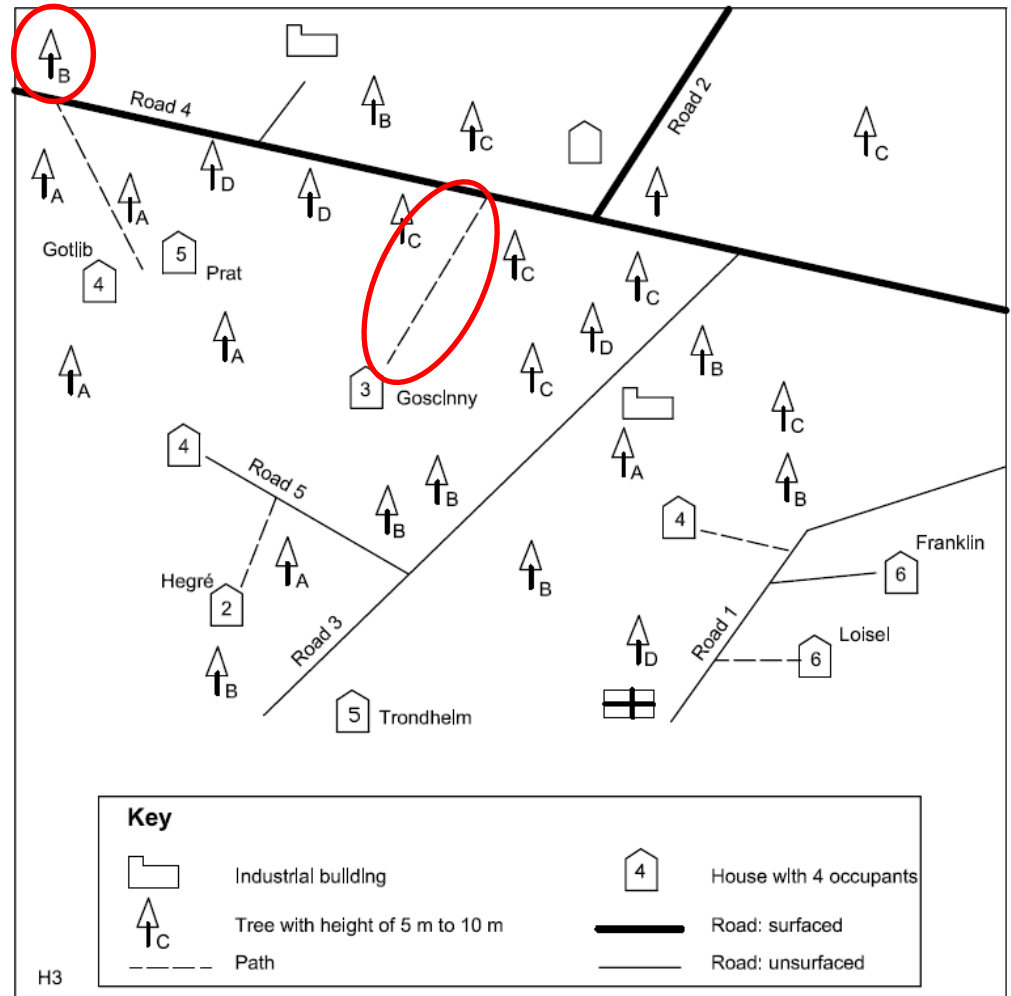 B
Road 4
B
Road 2
C
C
A
A
D
D
C
Gotlib
4
5
Prat
C
C
A
A
D
B
C
3
Goscinny
C
4
Road 5
B
B
A
B
4
Franklin
6
Hegré
2
A
B
Road 3
Road 1
D
6
Loisel
B
5
Trondhelm
Key
Industrial building
4
House with 4 occupants
C
Tree with height of 5 m to 10 m
Road: surfaced
Path
Road: unsurfaced
H3